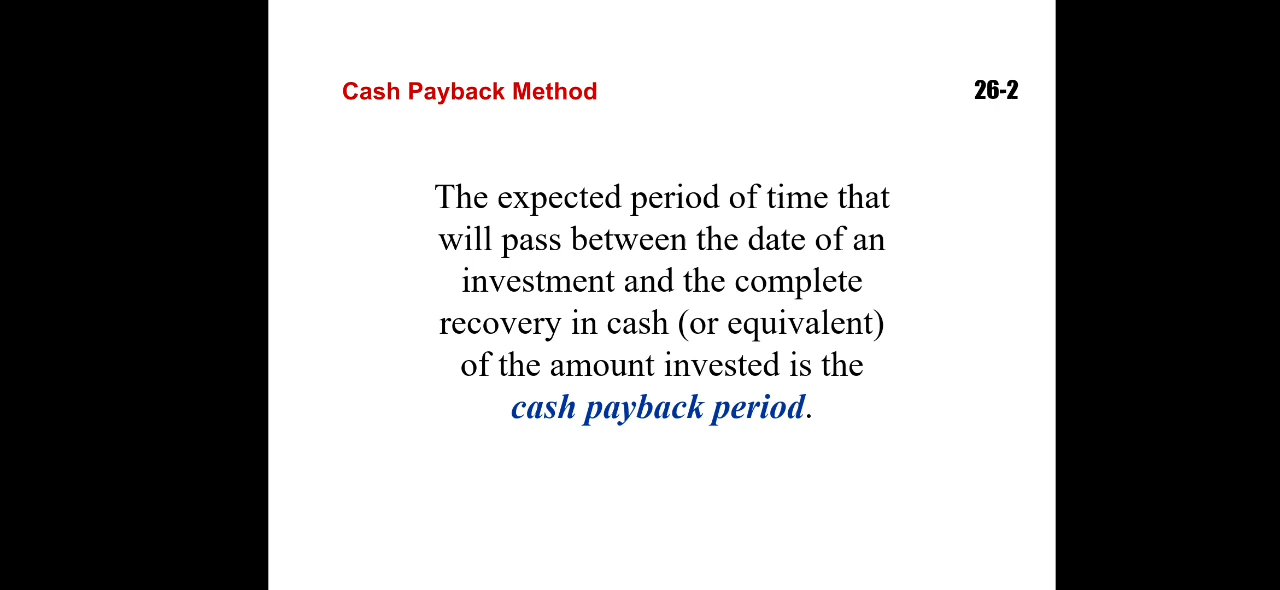 Cash Payback Method
26-2
The expected period of time that
will pass between the date of an
investment and the complete
recovery in cash (or equivalent)
of the amount invested is the
cash payback period.